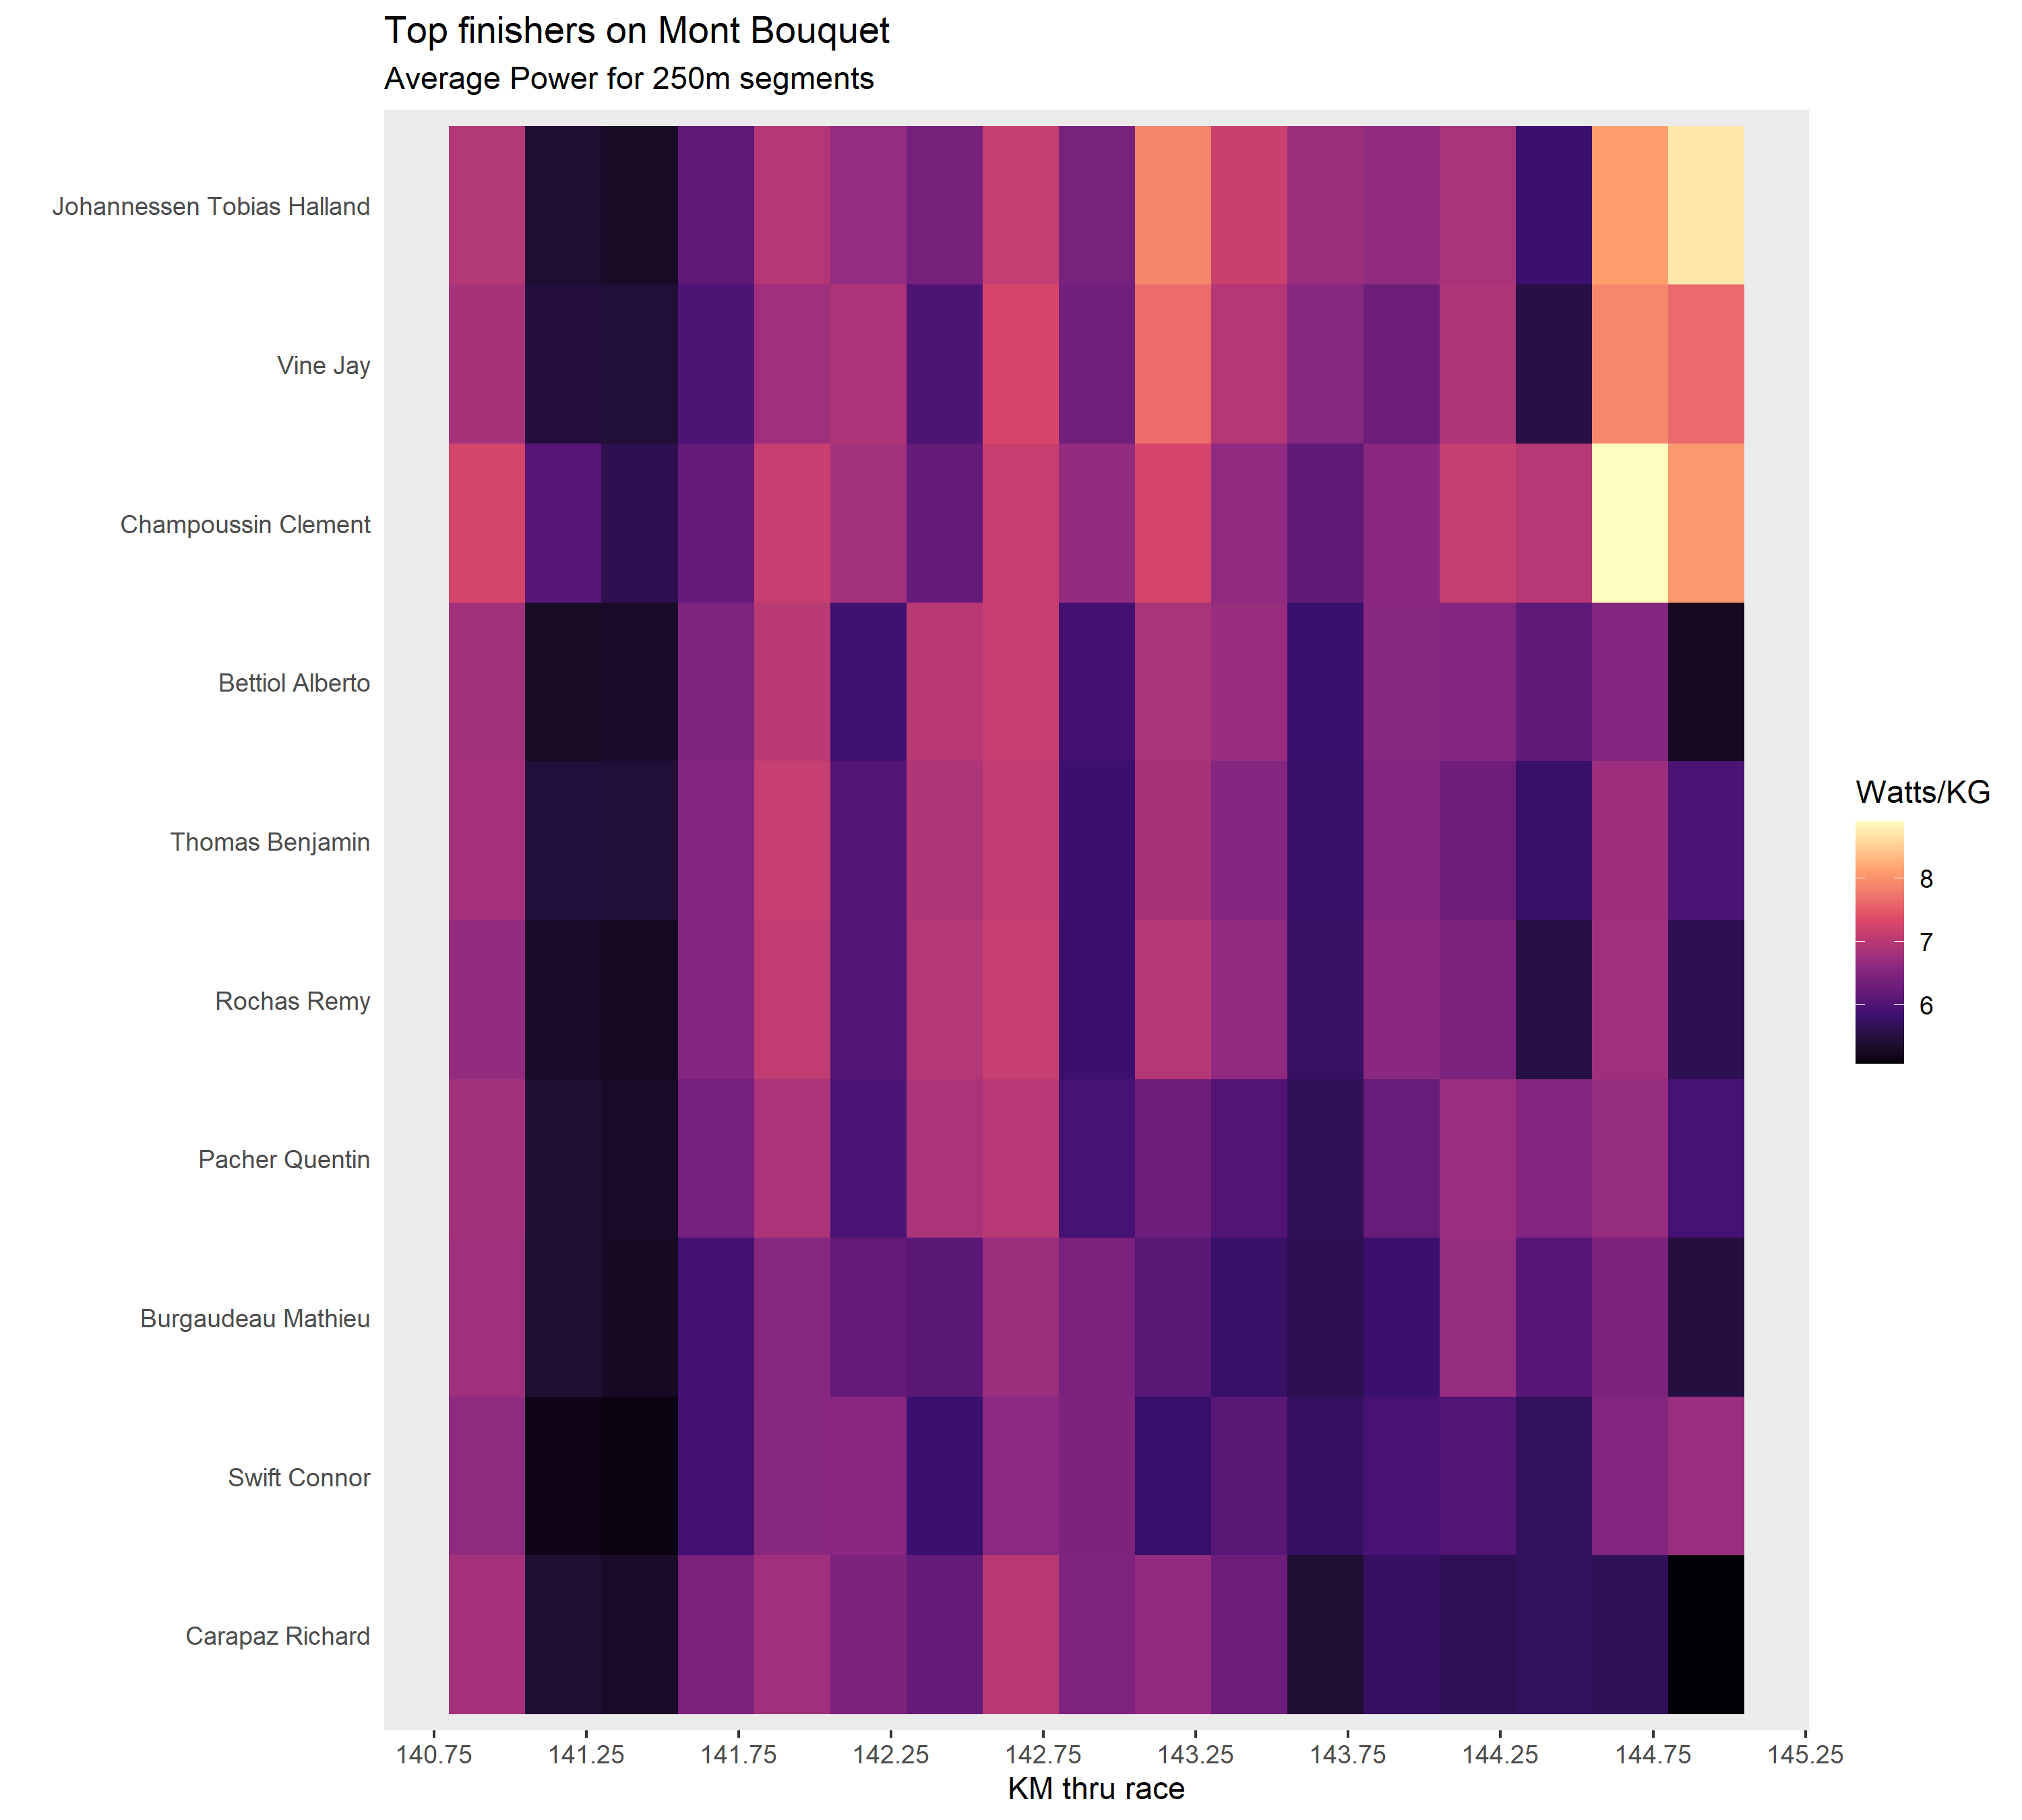 Top finishers on Mont Bouquet
Average Power for 250m segments
Johannessen Tobias Halland
Vine Jay
Champoussin Clement
Bettiol Alberto
Thomas Benjamin
Rochas Remy
Pacher Quentin
Burgaudeau Mathieu
Swift Connor
Carapaz Richard
Watts/KG
8
7
6
140.75 141.25 141.75 142.25 142.75 143.25 143.75 144.25 144.75 145.25
KM thru race